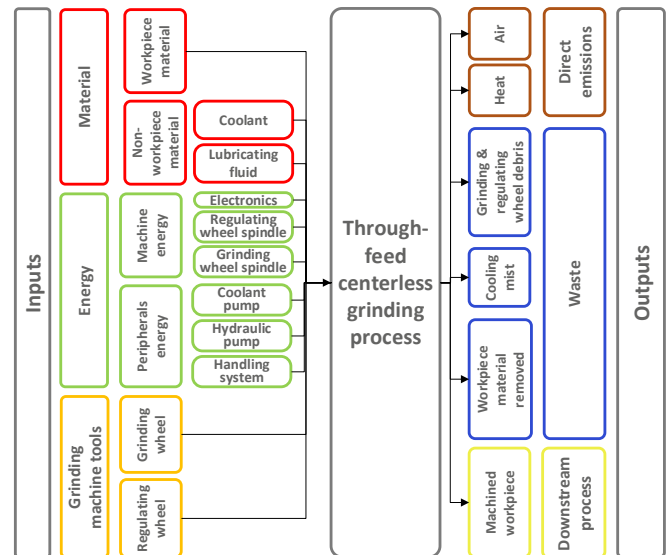 Inputs
Material
Workpiece
material
Non-
workpiece
material
Coolant
Lubricating
fluid
Energy
Machine
energy
Electronics
Regulating
wheel spindle
Grinding
wheel spindle
Peripherals
energy
Coolant
pump
Hydraulic
pump
Handling
system
Grinding
machine tools
Grinding
wheel
Regulating
wheel
Through-
feed
centerless
grinding
process
Air
Heat
Direct
emissions
Grinding &
regulating
wheel debris
Cooling
mist
Workpiece
material
removed
Waste
Machined
workpiece
Downstream
process
Outputs